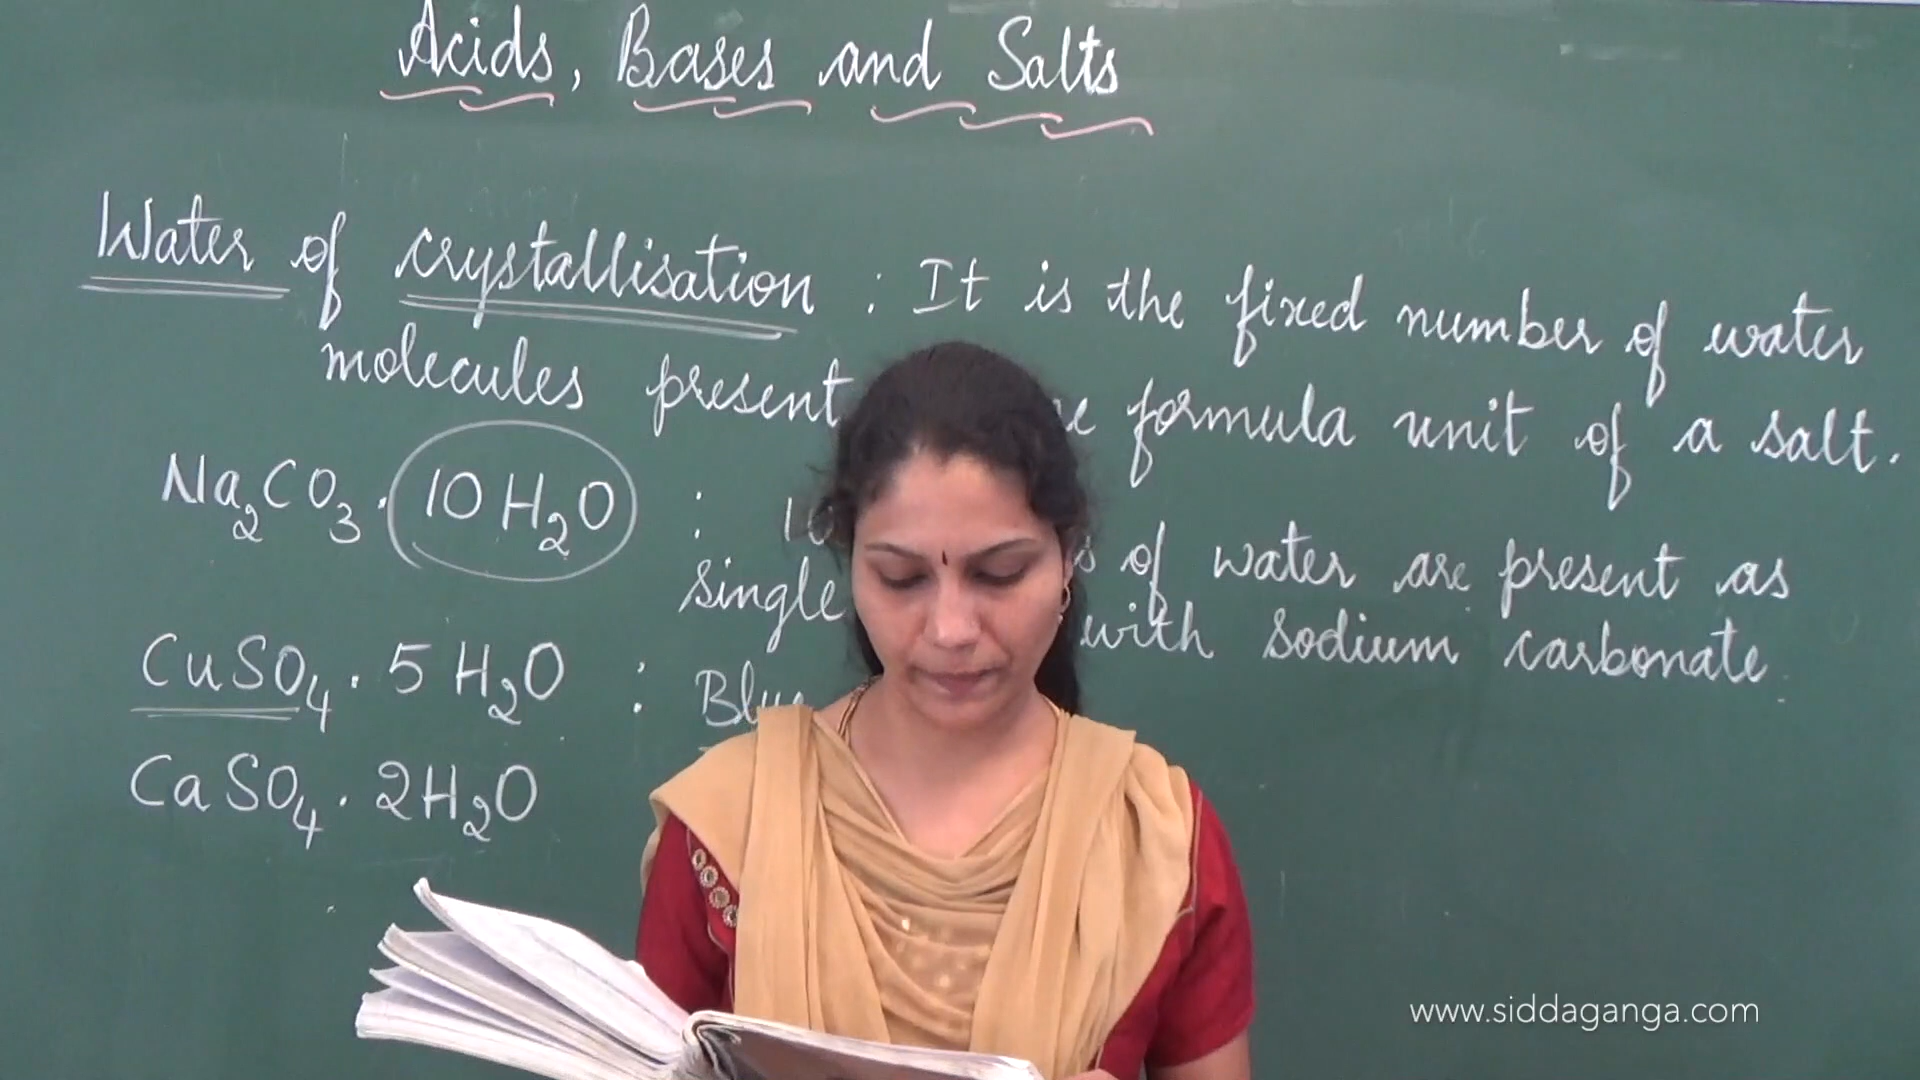 Acids, Bases and Salts
Water of crystallisation : It is the fixed number of water
molecules present formula unit of a salt.
Na2CO3 . 10 H2O : 10 of water are present as
single with sodium carbonate.
CuSO4 . 5 H2O : Blue
CaSO4 . 2H2O
www.siddaganga.com